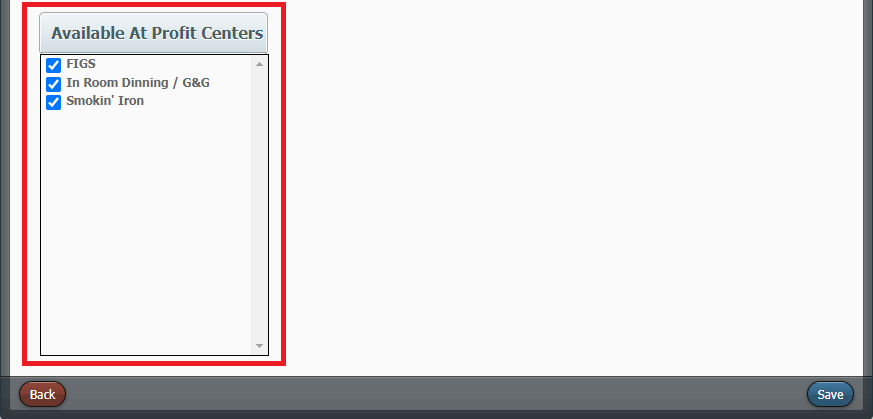 Available At Profit Centers
FIGS
In Room Dinning / G&G
Smokin' Iron
Back
Save